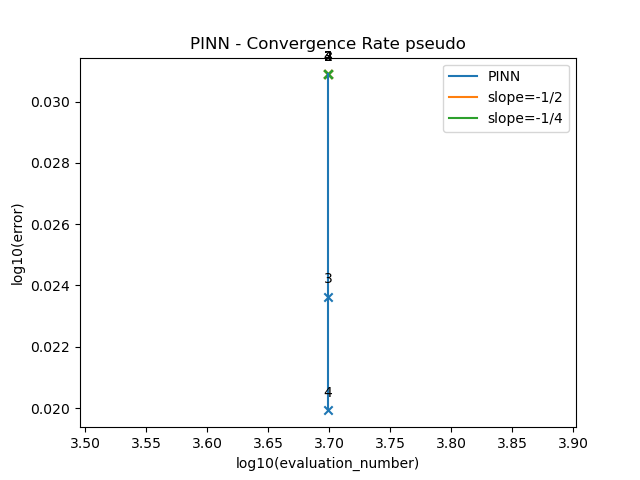 PINN - Convergence Rate pseudo
PINN
slope=-1/2
slope=-1/4
log10(error)
0.030
0.028
0.026
0.024
0.022
0.020
3
4
3.50
3.55
3.60
3.65
3.70
3.75
3.80
3.85
3.90
log10(evaluation_number)